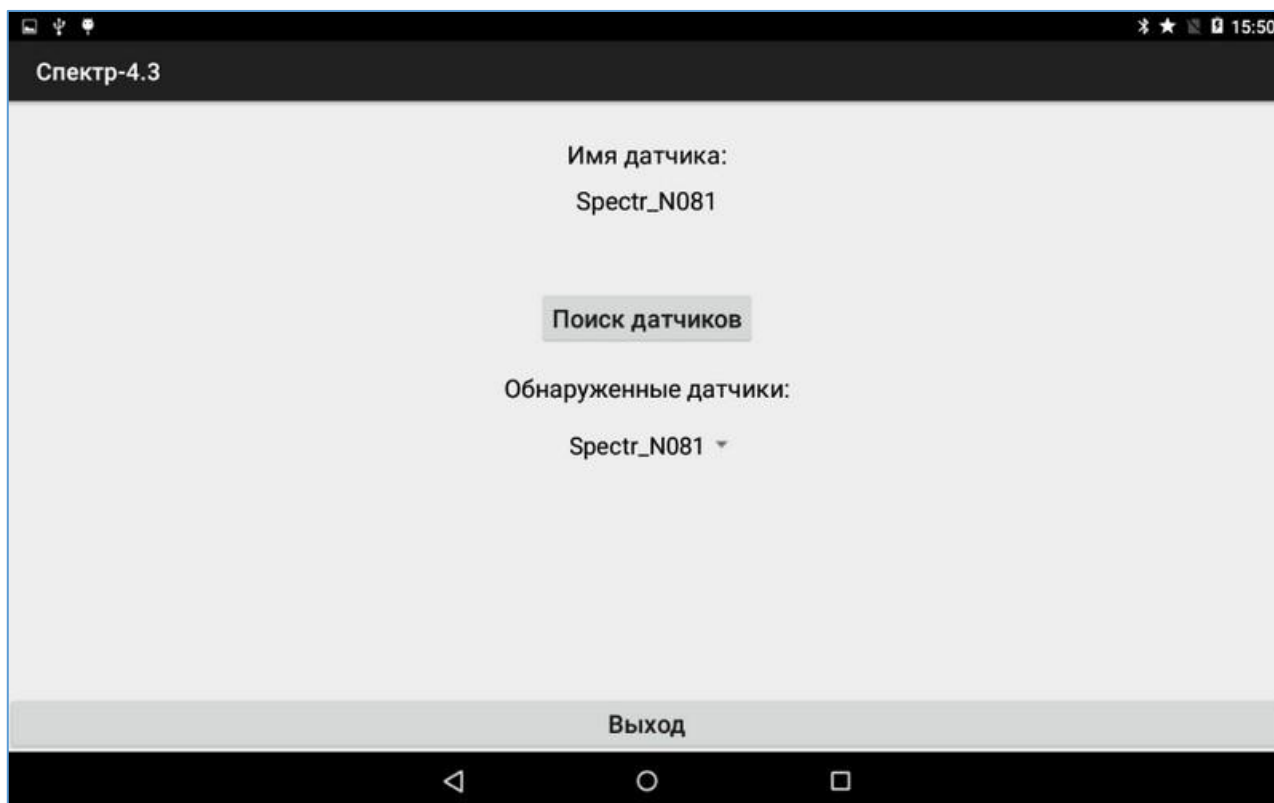 15:50
Спектр-4.3
Имя датчика:
Spectr_N081
Поиск датчиков
Обнаруженные датчики:
Spectr_N081
Выход